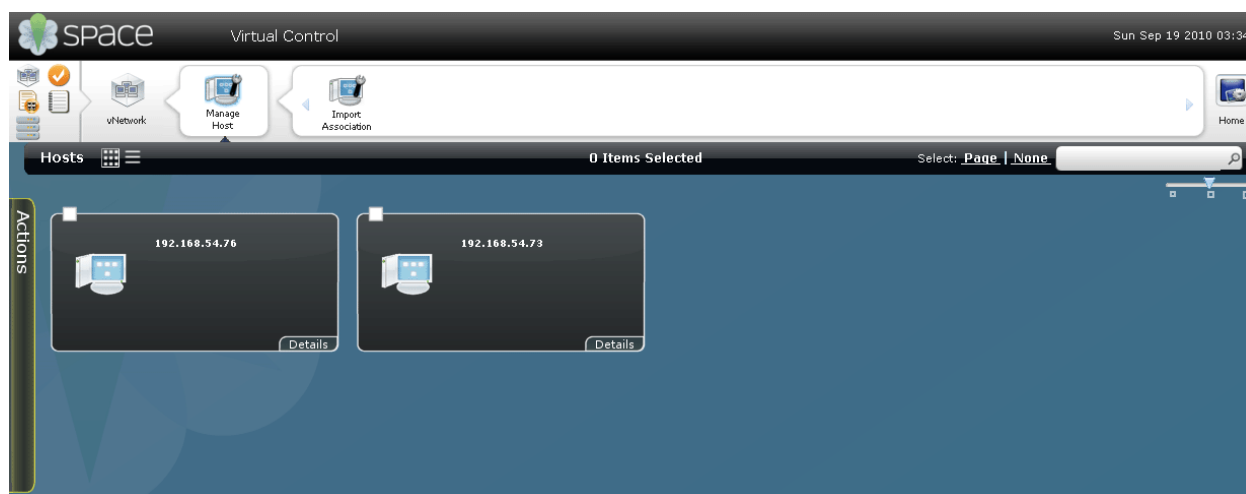 space Virtual Control Sun Sep 19 2010 03:34
vNetwork
Manage
Host
Import
Association
Home
Hosts 0 Items Selected Select: Page | None
Actions
192.168.54.76 192.168.54.73
Details Details